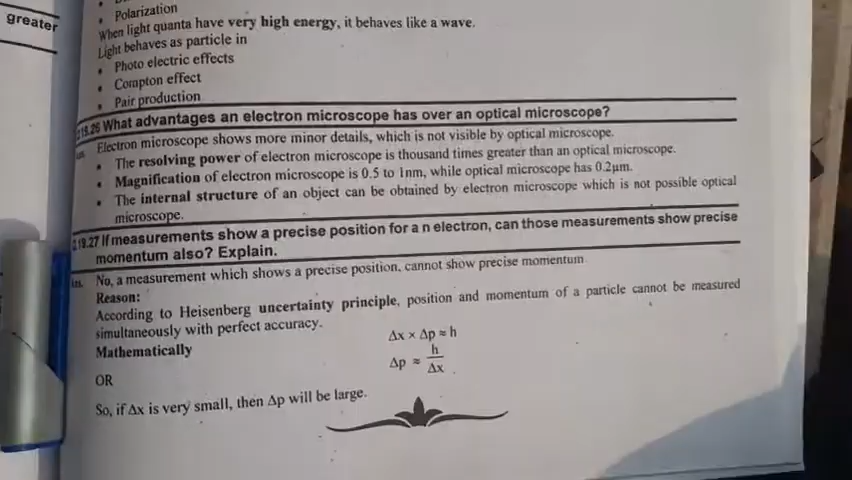 greater
• Polarization
When light quanta have very high energy, it behaves like a wave.
Light behaves as particle in
• Photo electric effects
• Compton effect
• Pair production
19.26 What advantages an electron microscope has over an optical microscope?
Electron microscope shows more minor details, which is not visible by optical microscope.
• The resolving power of electron microscope is thousand times greater than an optical microscope.
• Magnification of electron microscope is 0.5 to 1nm, while optical microscope has 0.2μm.
• The internal structure of an object can be obtained by electron microscope which is not possible optical
microscope.
19.27 If measurements show a precise position for a n electron, can those measurements show precise
momentum also? Explain.
Ans. No, a measurement which shows a precise position, cannot show precise momentum
Reason:
According to Heisenberg uncertainty principle, position and momentum of a particle cannot be measured
simultaneously with perfect accuracy.
Mathematically
Δx × Δp ≈ h
OR
Δp ≈ h/Δx
So, if Δx is very small, then Δp will be large.